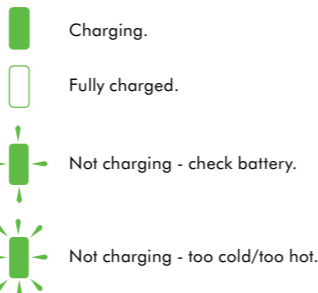 Charging.
Fully charged.
Not charging - check battery.
Not charging - too cold/too hot.